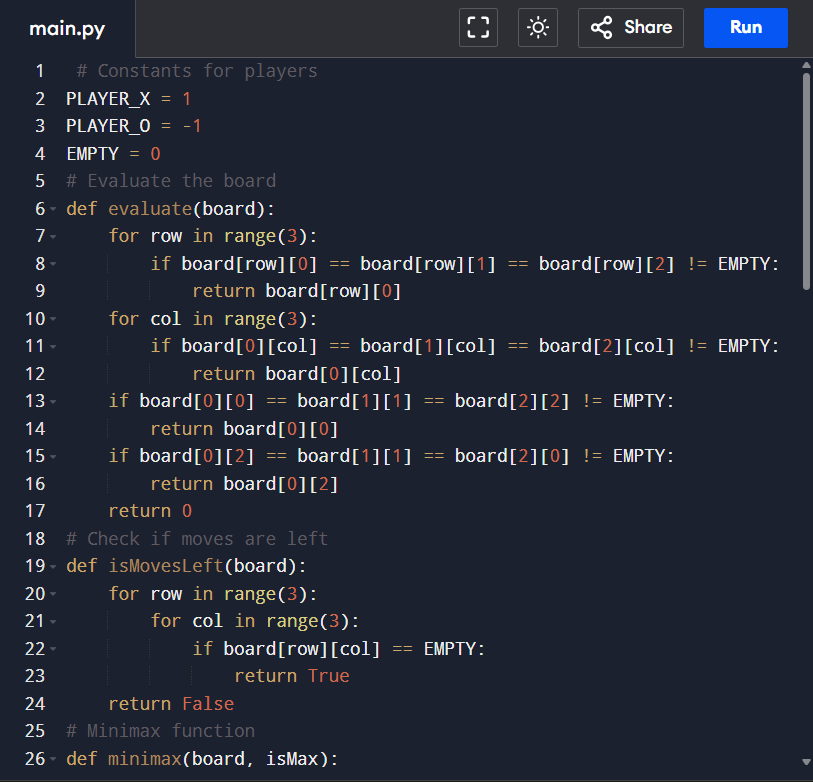 main.py
Share
Run
1  # Constants for players
2 PLAYER_X = 1
3 PLAYER_O = -1
4 EMPTY = 0
5 # Evaluate the board
6 def evaluate(board):
7     for row in range(3):
8         if board[row][0] == board[row][1] == board[row][2] != EMPTY:
9             return board[row][0]
10     for col in range(3):
11         if board[0][col] == board[1][col] == board[2][col] != EMPTY:
12             return board[0][col]
13     if board[0][0] == board[1][1] == board[2][2] != EMPTY:
14         return board[0][0]
15     if board[0][2] == board[1][1] == board[2][0] != EMPTY:
16         return board[0][2]
17     return 0
18 # Check if moves are left
19 def isMovesLeft(board):
20     for row in range(3):
21         for col in range(3):
22             if board[row][col] == EMPTY:
23                 return True
24     return False
25 # Minimax function
26 def minimax(board, isMax):